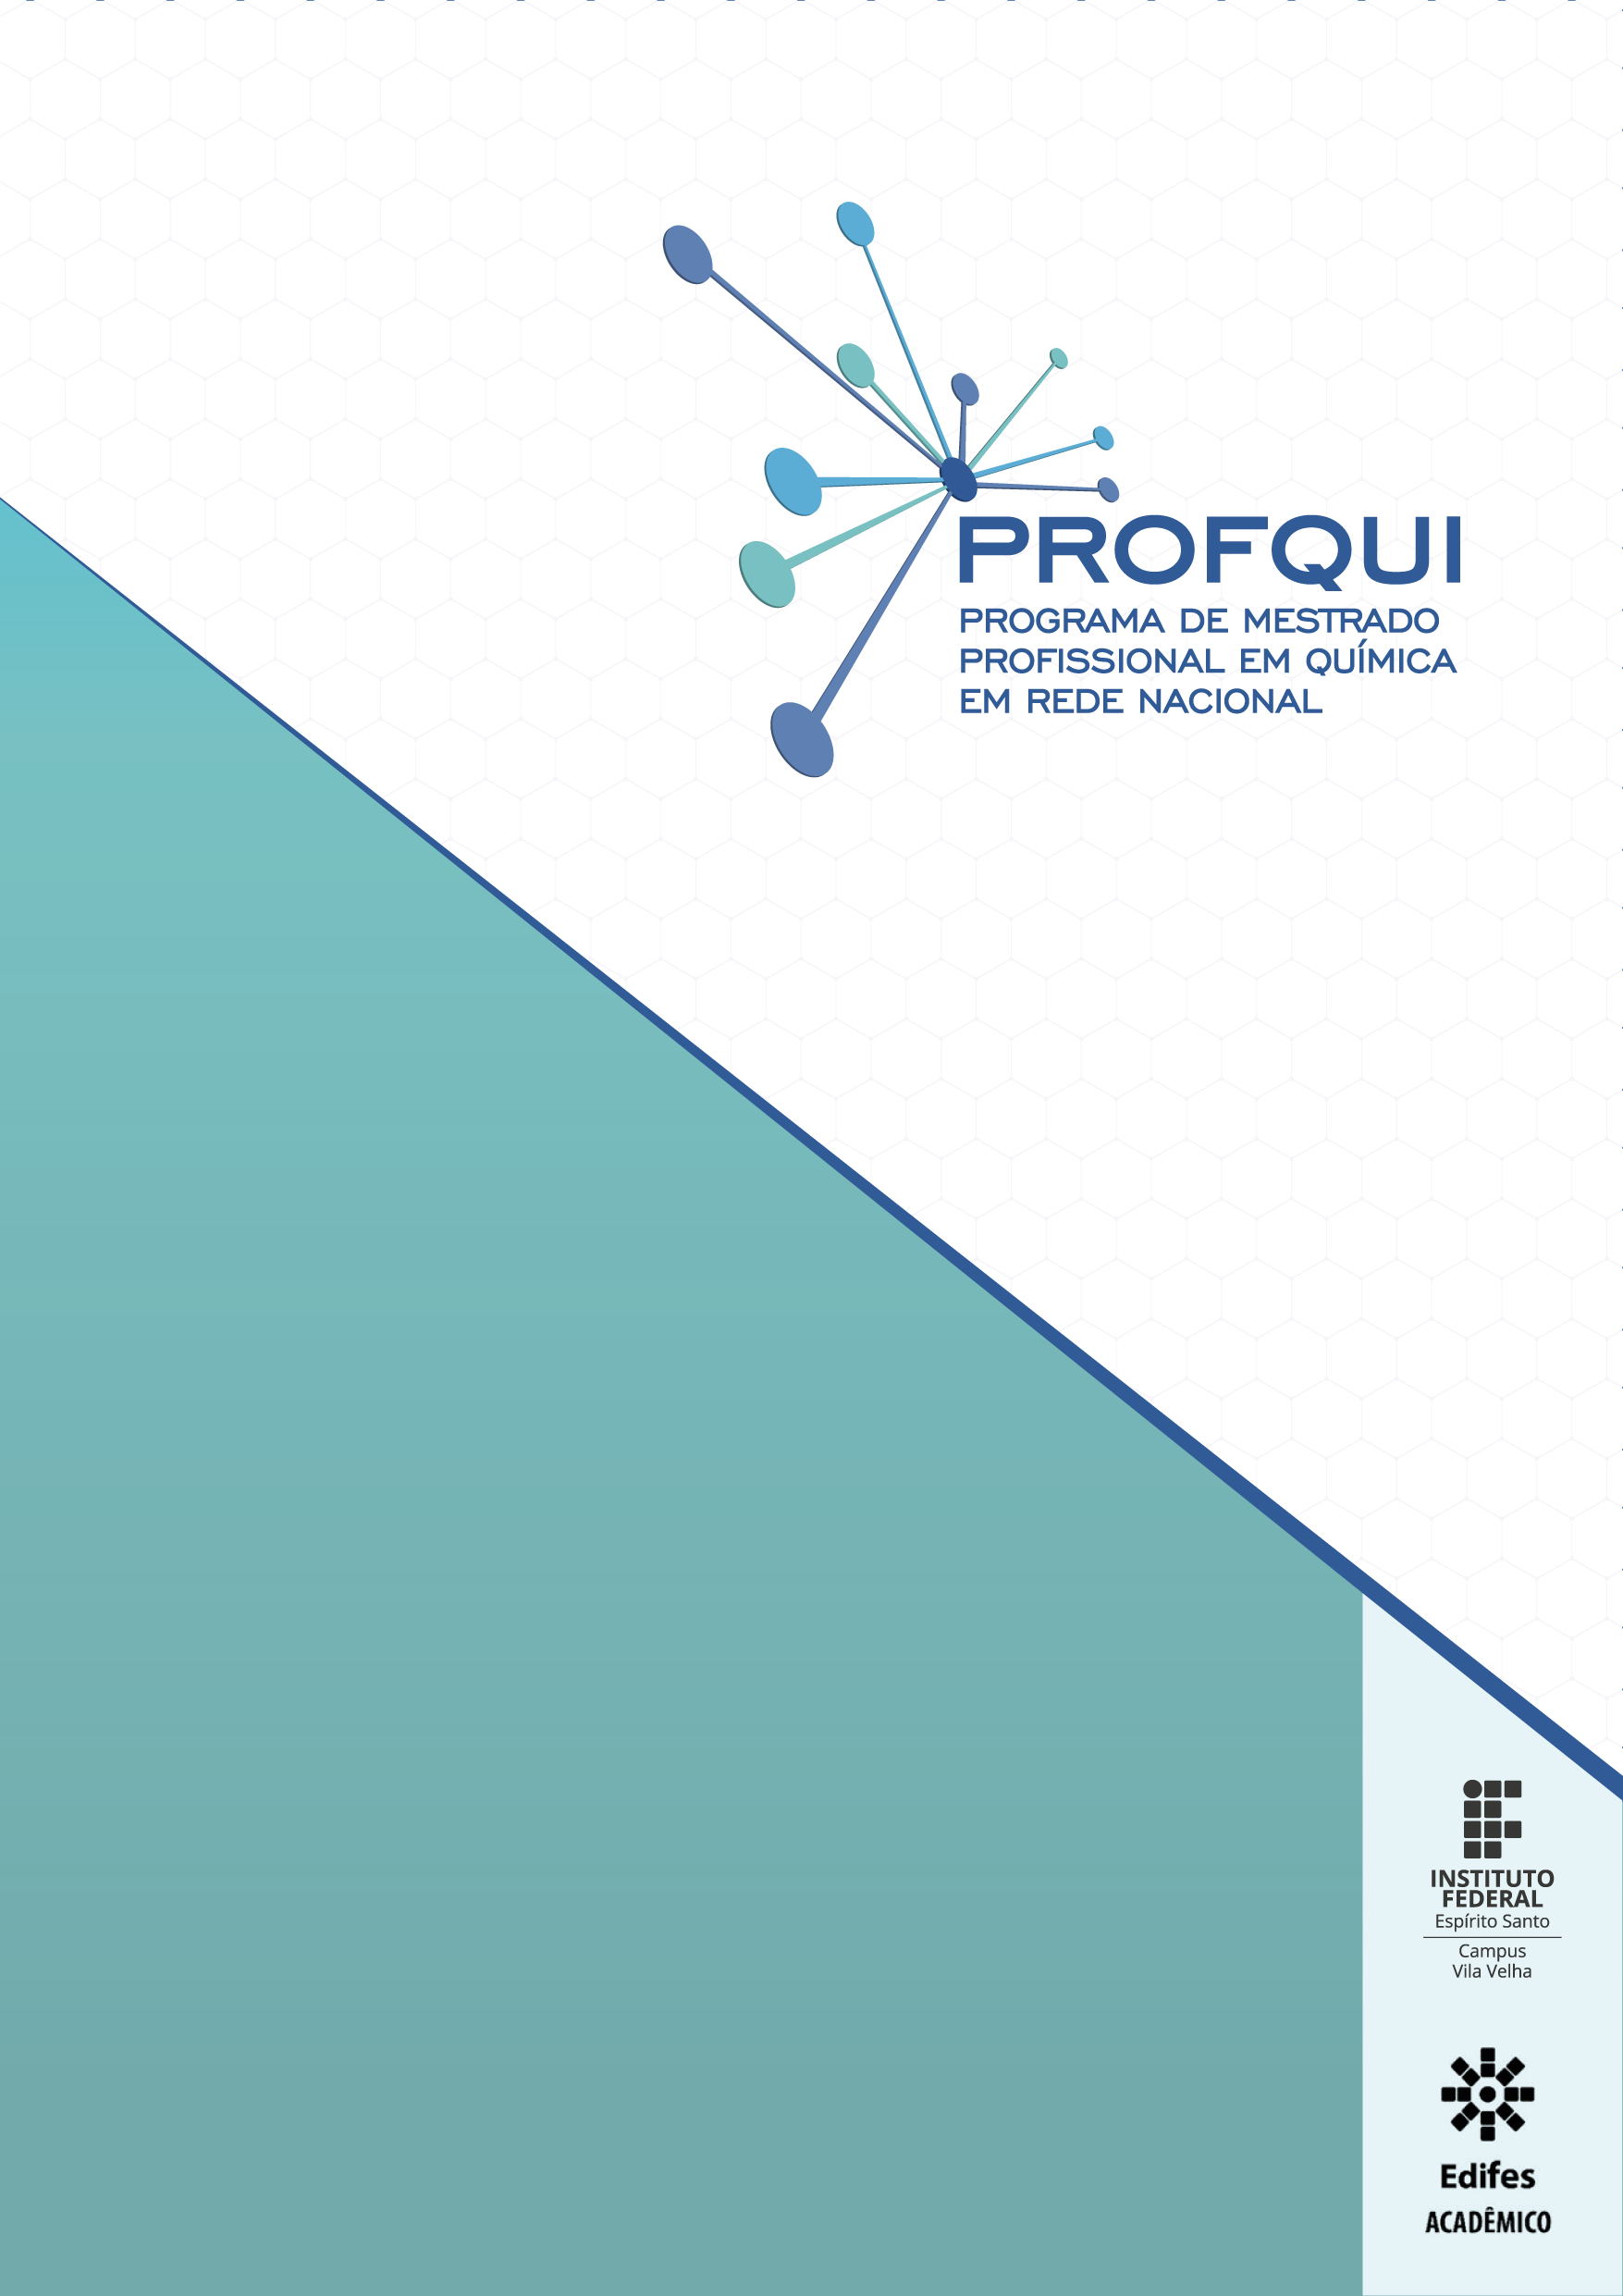 PROFQUI
PROGRAMA DE MESTRADO
PROFISSIONAL EM QUÍMICA
EM REDE NACIONAL
INSTITUTO
FEDERAL
Espírito Santo
Campus
Vila Velha
Edifes
ACADÊMICO